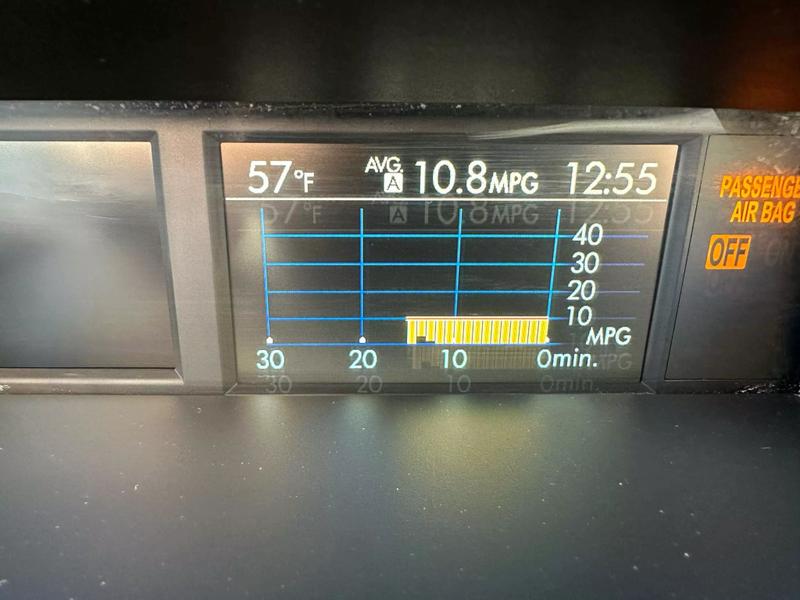 57°F AVG. A 10.8MPG 12:55
40
30
20
10
MPG
30 20 10 0min.
PASSENGE
AIR BAG
OFF